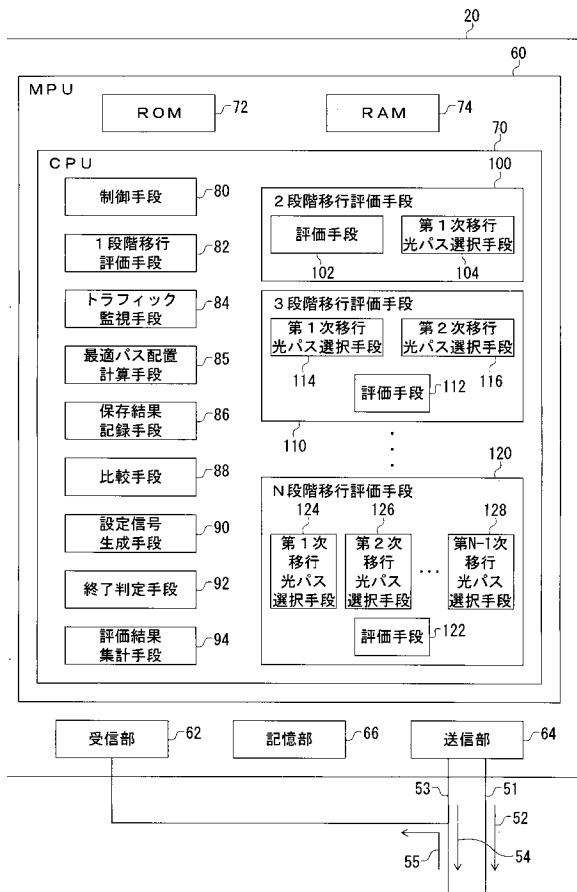 20
60
MPU
ROM
72
RAM
74
70
CPU
100
制御手段
80
1段階移行
評価手段
82
トラフィック
監視手段
84
最適パス配置
計算手段
85
保存結果
記録手段
86
比較手段
88
設定信号
生成手段
90
終了判定手段
92
評価結果
集計手段
94
2段階移行評価手段
評価手段
102
第1次移行
光パス選択手段
104
3段階移行評価手段
第1次移行
光パス選択手段
114
第2次移行
光パス選択手段
116
評価手段
112
110
120
N段階移行評価手段
124
126
128
第1次
移行
光パス
選択手段
第2次
移行
光パス
選択手段
...
第N-1次
移行
光パス
選択手段
評価手段
122
受信部
62
記憶部
66
送信部
64
53
51
52
54
55